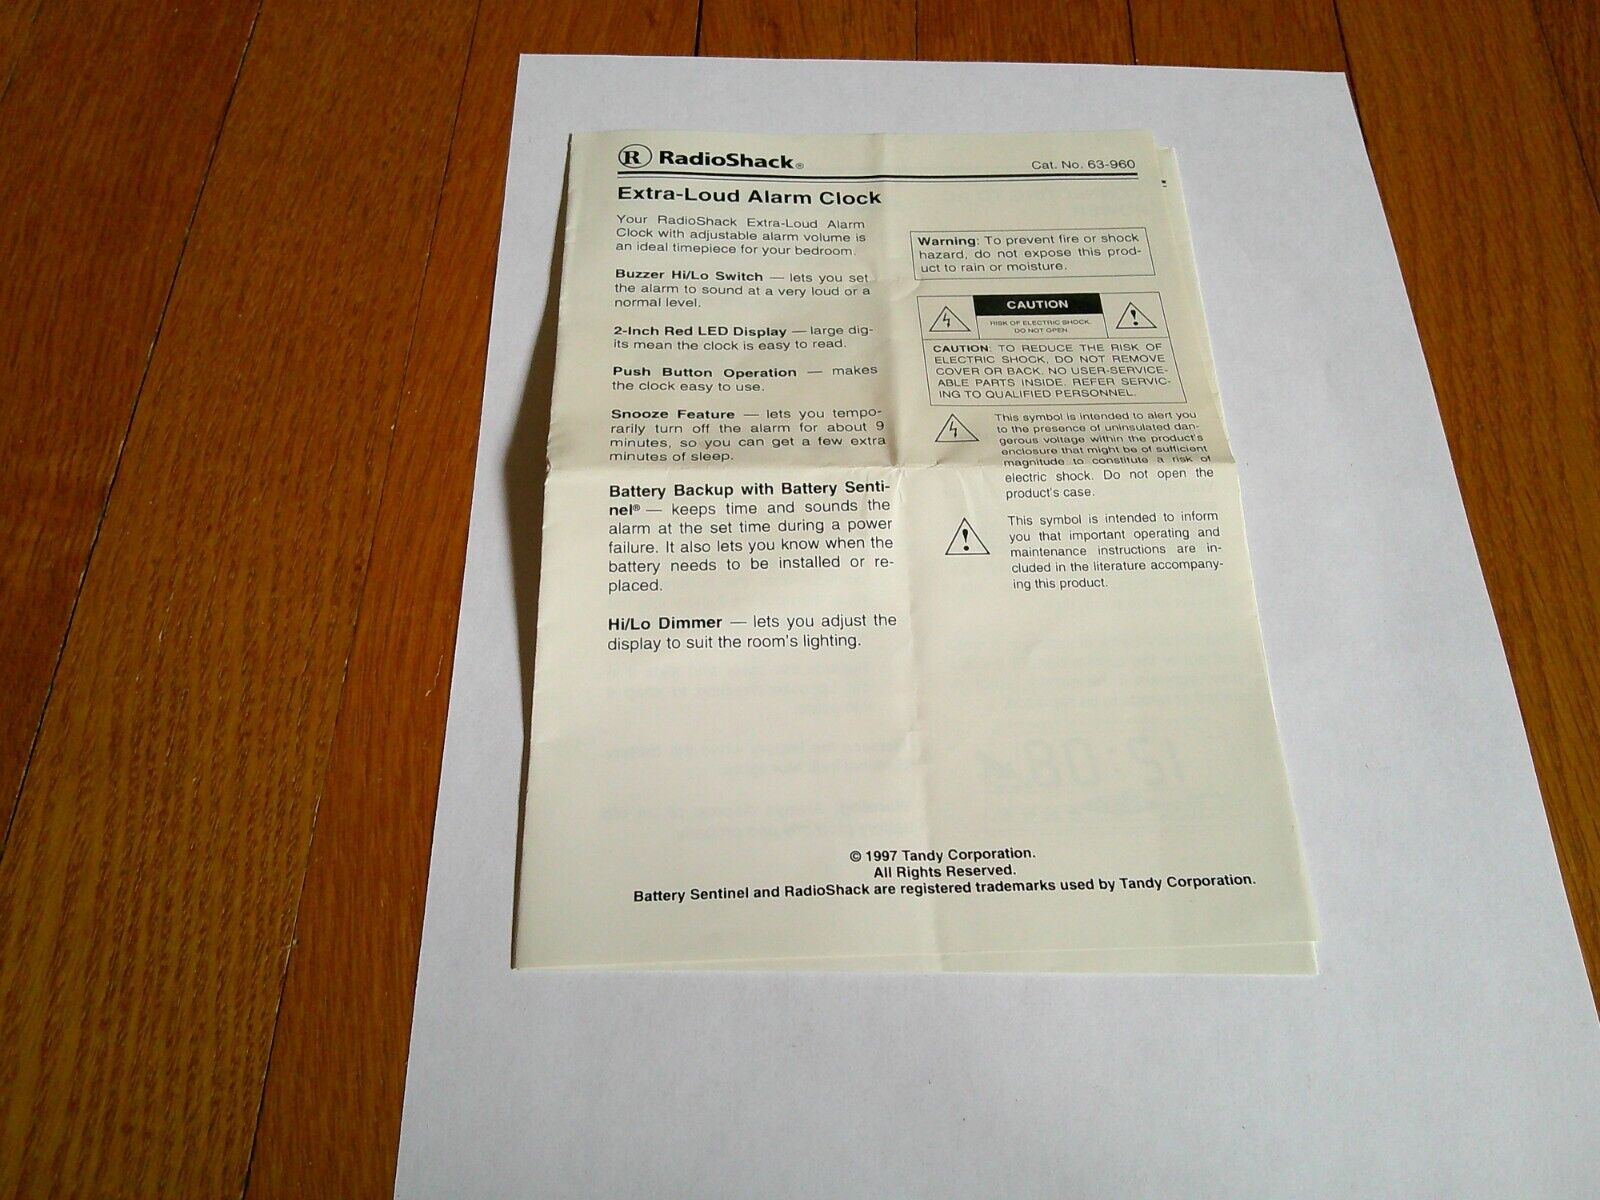 R RadioShack®
Cat. No. 63-960
Extra-Loud Alarm Clock
Your RadioShack Extra-Loud Alarm
Clock with adjustable alarm volume is
an ideal timepiece for your bedroom.
Buzzer Hi/Lo Switch — lets you set
the alarm to sound at a very loud or a
normal level.
2-Inch Red LED Display — large dig-
its mean the clock is easy to read.
Push Button Operation — makes
the clock easy to use.
Snooze Feature — lets you tempo-
rarily turn off the alarm for about 9
minutes, so you can get a few extra
minutes of sleep.
Battery Backup with Battery Senti-
nel® — keeps time and sounds the
alarm at the set time during a power
failure. It also lets you know when the
battery needs to be installed or re-
placed.
Hi/Lo Dimmer — lets you adjust the
display to suit the room's lighting.
Warning: To prevent fire or shock
hazard, do not expose this prod-
uct to rain or moisture.
CAUTION
RISK OF ELECTRIC SHOCK.
DO NOT OPEN.
CAUTION: TO REDUCE THE RISK OF
ELECTRIC SHOCK, DO NOT REMOVE
COVER OR BACK. NO USER-SERVICE-
ABLE PARTS INSIDE. REFER SERVIC-
ING TO QUALIFIED PERSONNEL.
This symbol is intended to alert you
to the presence of uninsulated dan-
gerous voltage within the product's
enclosure that might be of sufficient
magnitude to constitute a risk of
electric shock. Do not open the
product's case.
This symbol is intended to inform
you that important operating and
maintenance instructions are in-
cluded in the literature accompany-
ing this product.
© 1997 Tandy Corporation.
All Rights Reserved.
Battery Sentinel and RadioShack are registered trademarks used by Tandy Corporation.